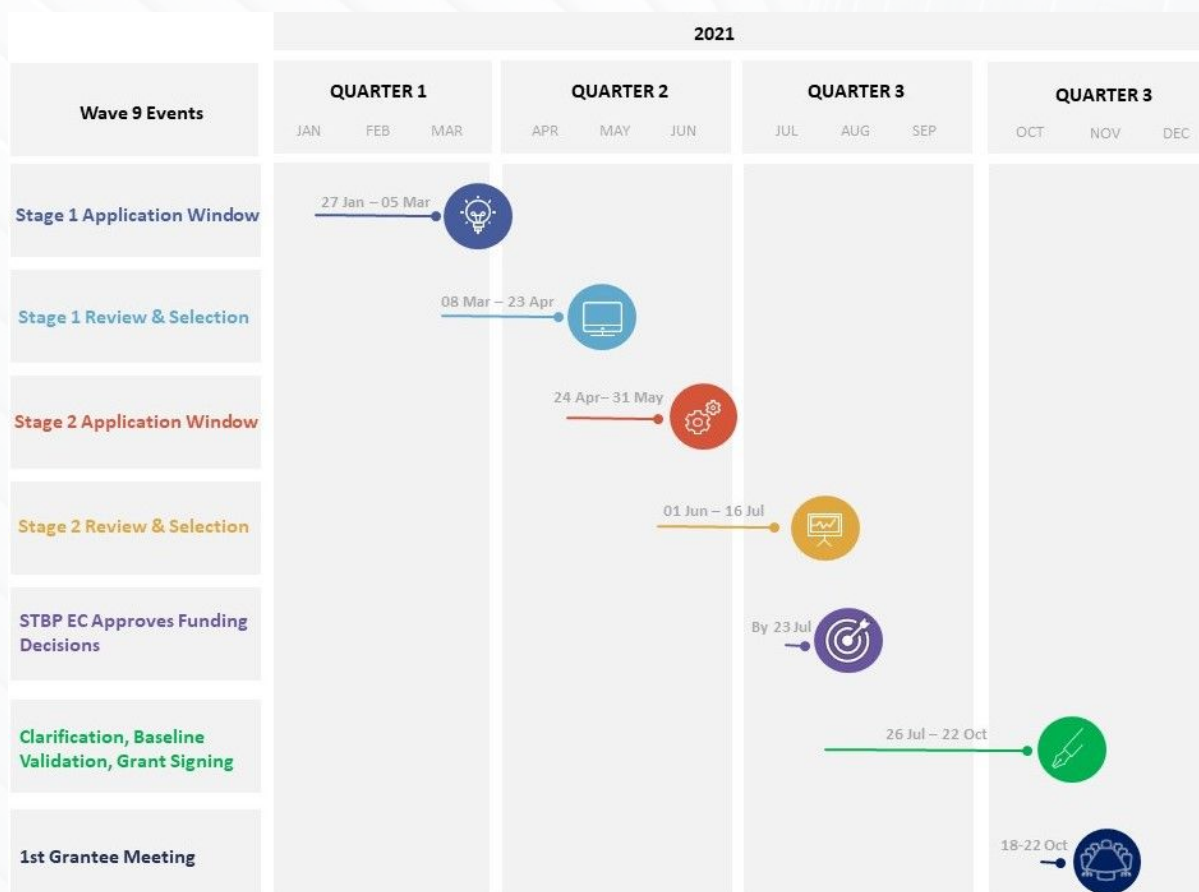 2021
Wave 9 Events
QUARTER 1
QUARTER 2
QUARTER 3
QUARTER 3
JAN FEB MAR APR MAY JUN JUL AUG SEP OCT NOV DEC
Stage 1 Application Window
27 Jan – 05 Mar
Stage 1 Review & Selection
08 Mar – 23 Apr
Stage 2 Application Window
24 Apr– 31 May
Stage 2 Review & Selection
01 Jun – 16 Jul
STBP EC Approves Funding
Decisions
By 23 Jul
Clarification, Baseline
Validation, Grant Signing
26 Jul – 22 Oct
1st Grantee Meeting
18-22 Oct